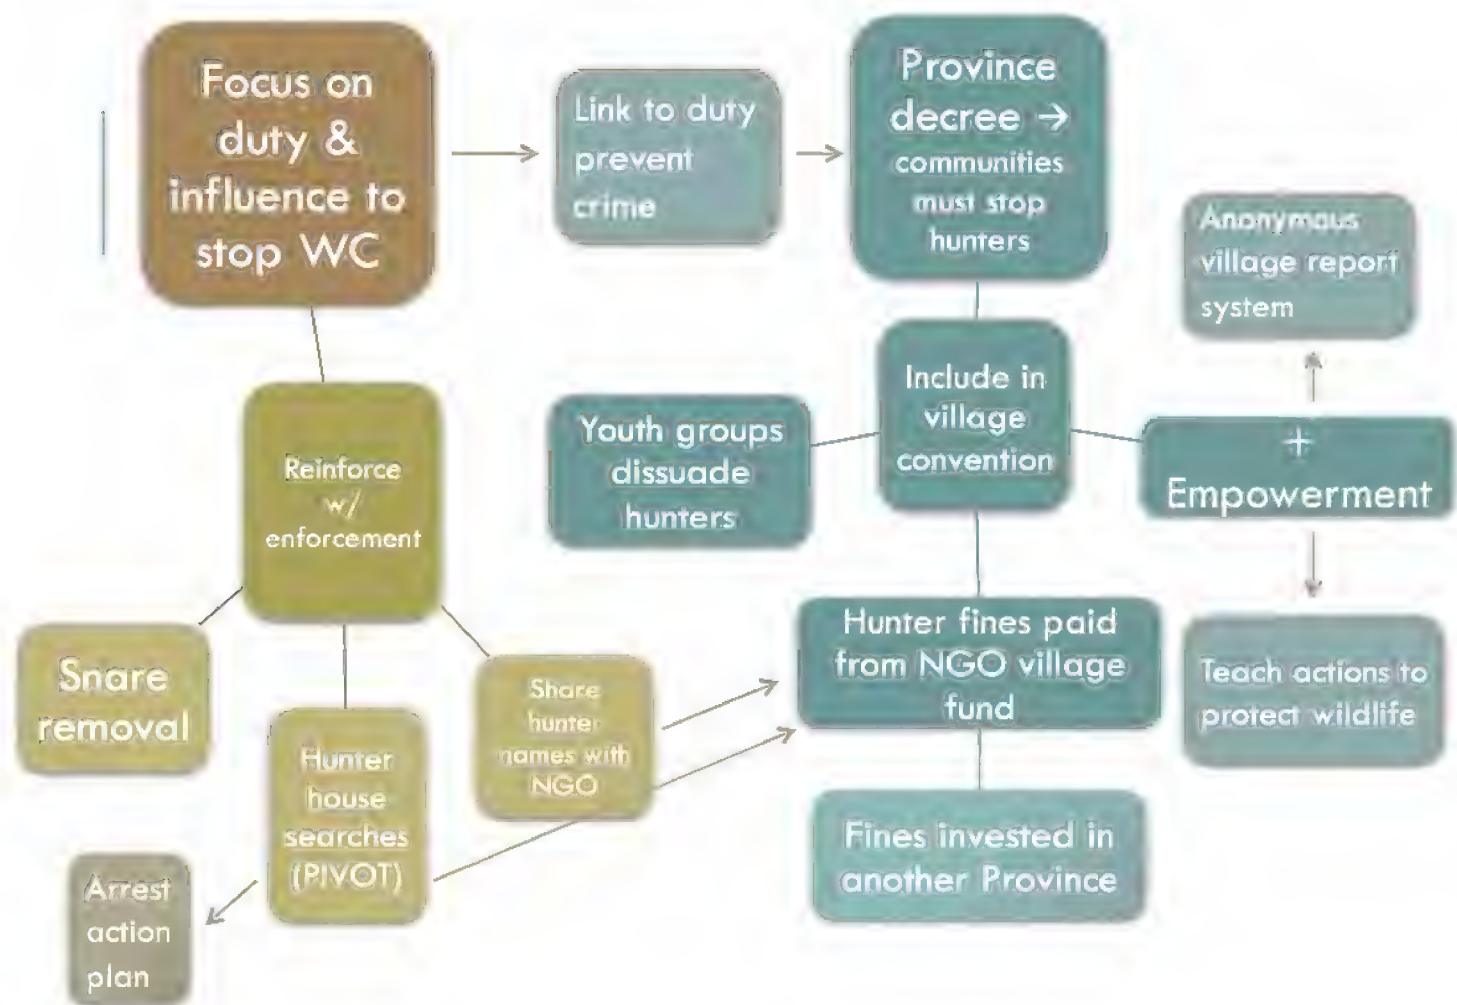 Focus on
duty &
influence to
stop WC
Link to duty
prevent
crime
Province
decree →
communities
must stop
hunters
Anonymous
village report
system
Include in
village
convention
Youth groups
dissuade
hunters
+
Empowerment
Reinforce
w/
enforcement
Hunter fines paid
from NGO village
fund
Teach actions to
protect wildlife
Snare
removal
Share
hunter
names with
NGO
Hunter
house
searches
(PIVOT)
Fines invested in
another Province
Arrest
action
plan